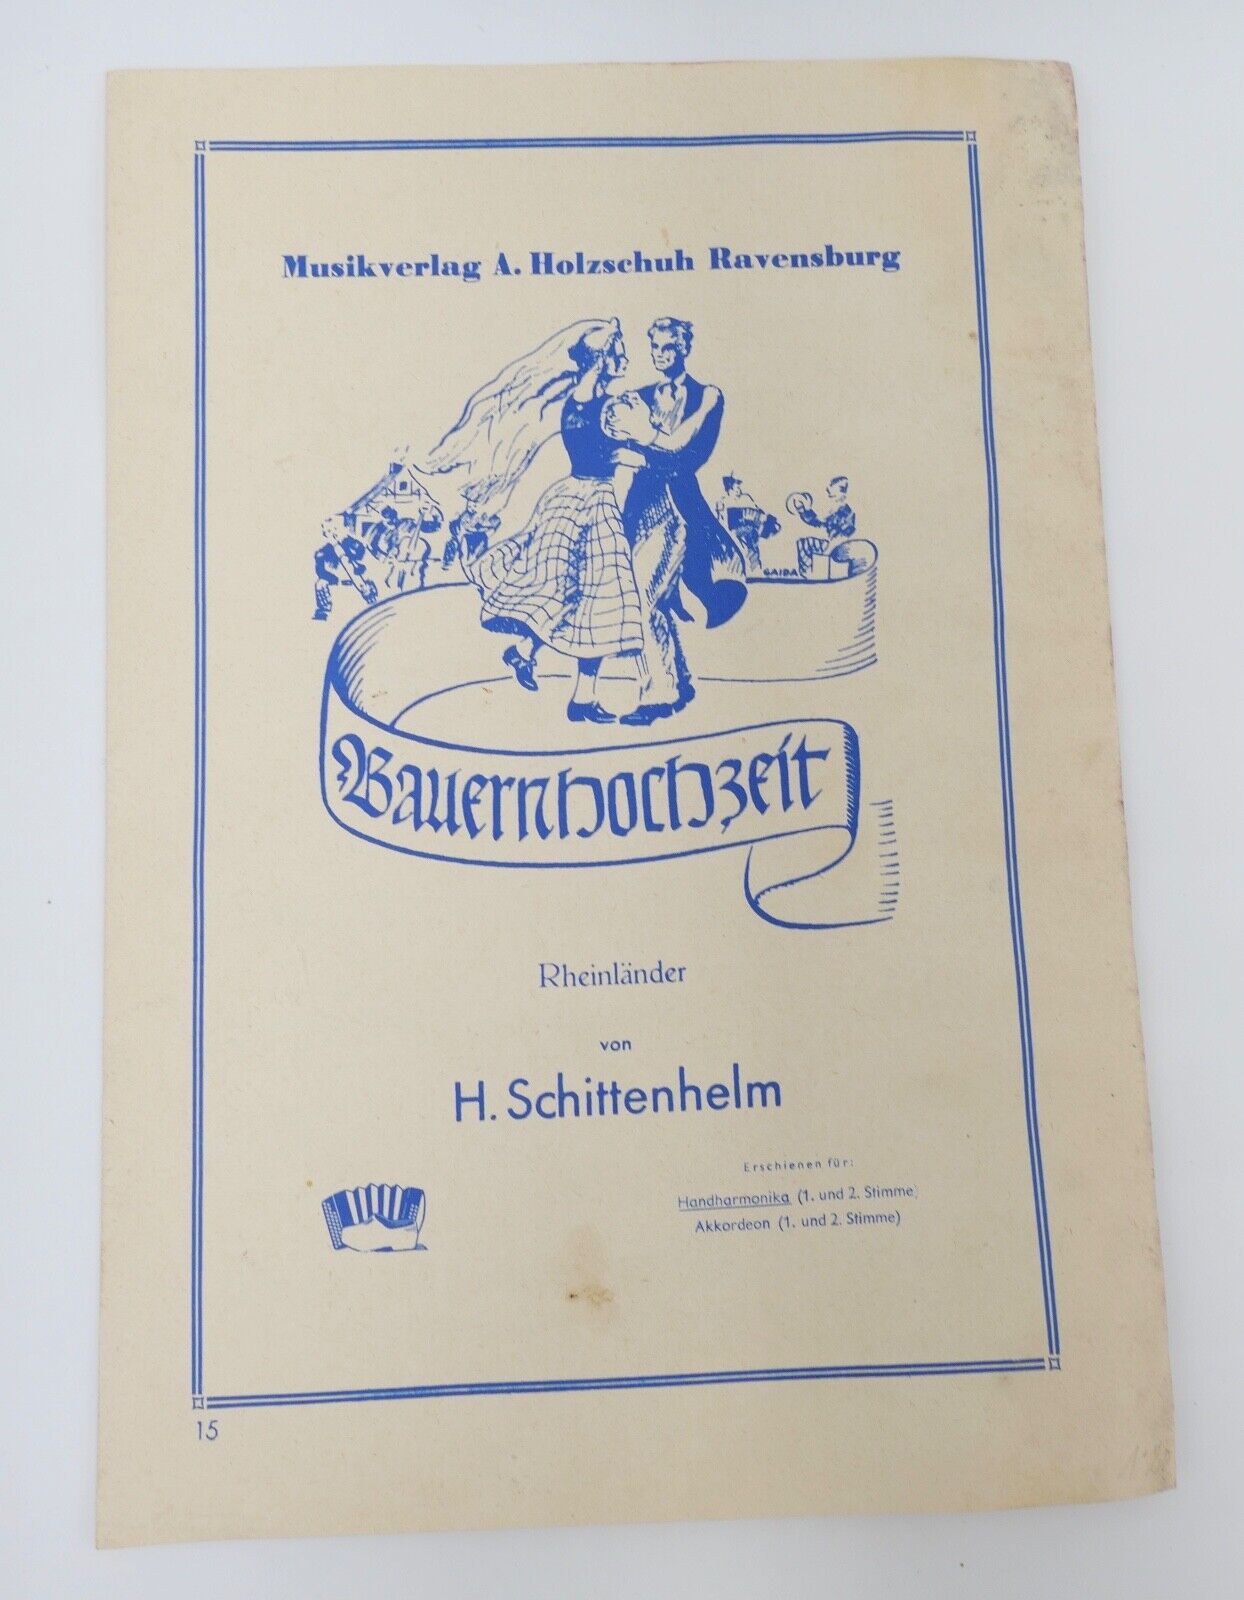 Musikverlag A. Holzschuh Ravensburg
GAIDA
Bauernhochzeit
Rheinländer
von
H. Schittenhelm
Erschienen für:
Handharmonika (1. und 2. Stimme)
Akkordeon (1. und 2. Stimme)
15